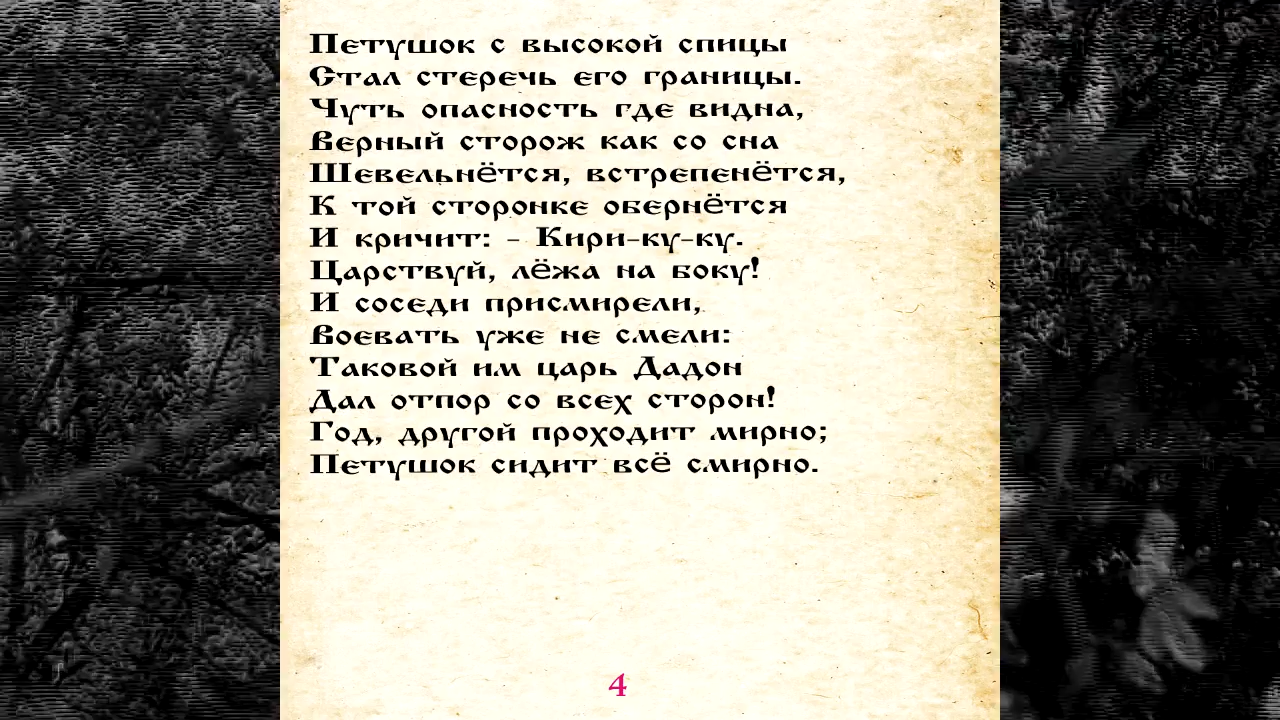 Петушок с высокой спицы
Стал стеречь его границы.
Чуть опасность где видна,
Верный сторож как со сна
Шевельнётся, встрепенётся,
К той сторонке обернётся
И кричит: – Кири-ку-ку.
Царствуй, лёжа на боку!
И соседи присмирели,
Воевать уже не смели:
Таковой им царь Дадон
Дал отпор со всех сторон!
Год, другой проходит мирно;
Петушок сидит всё смирно.
4